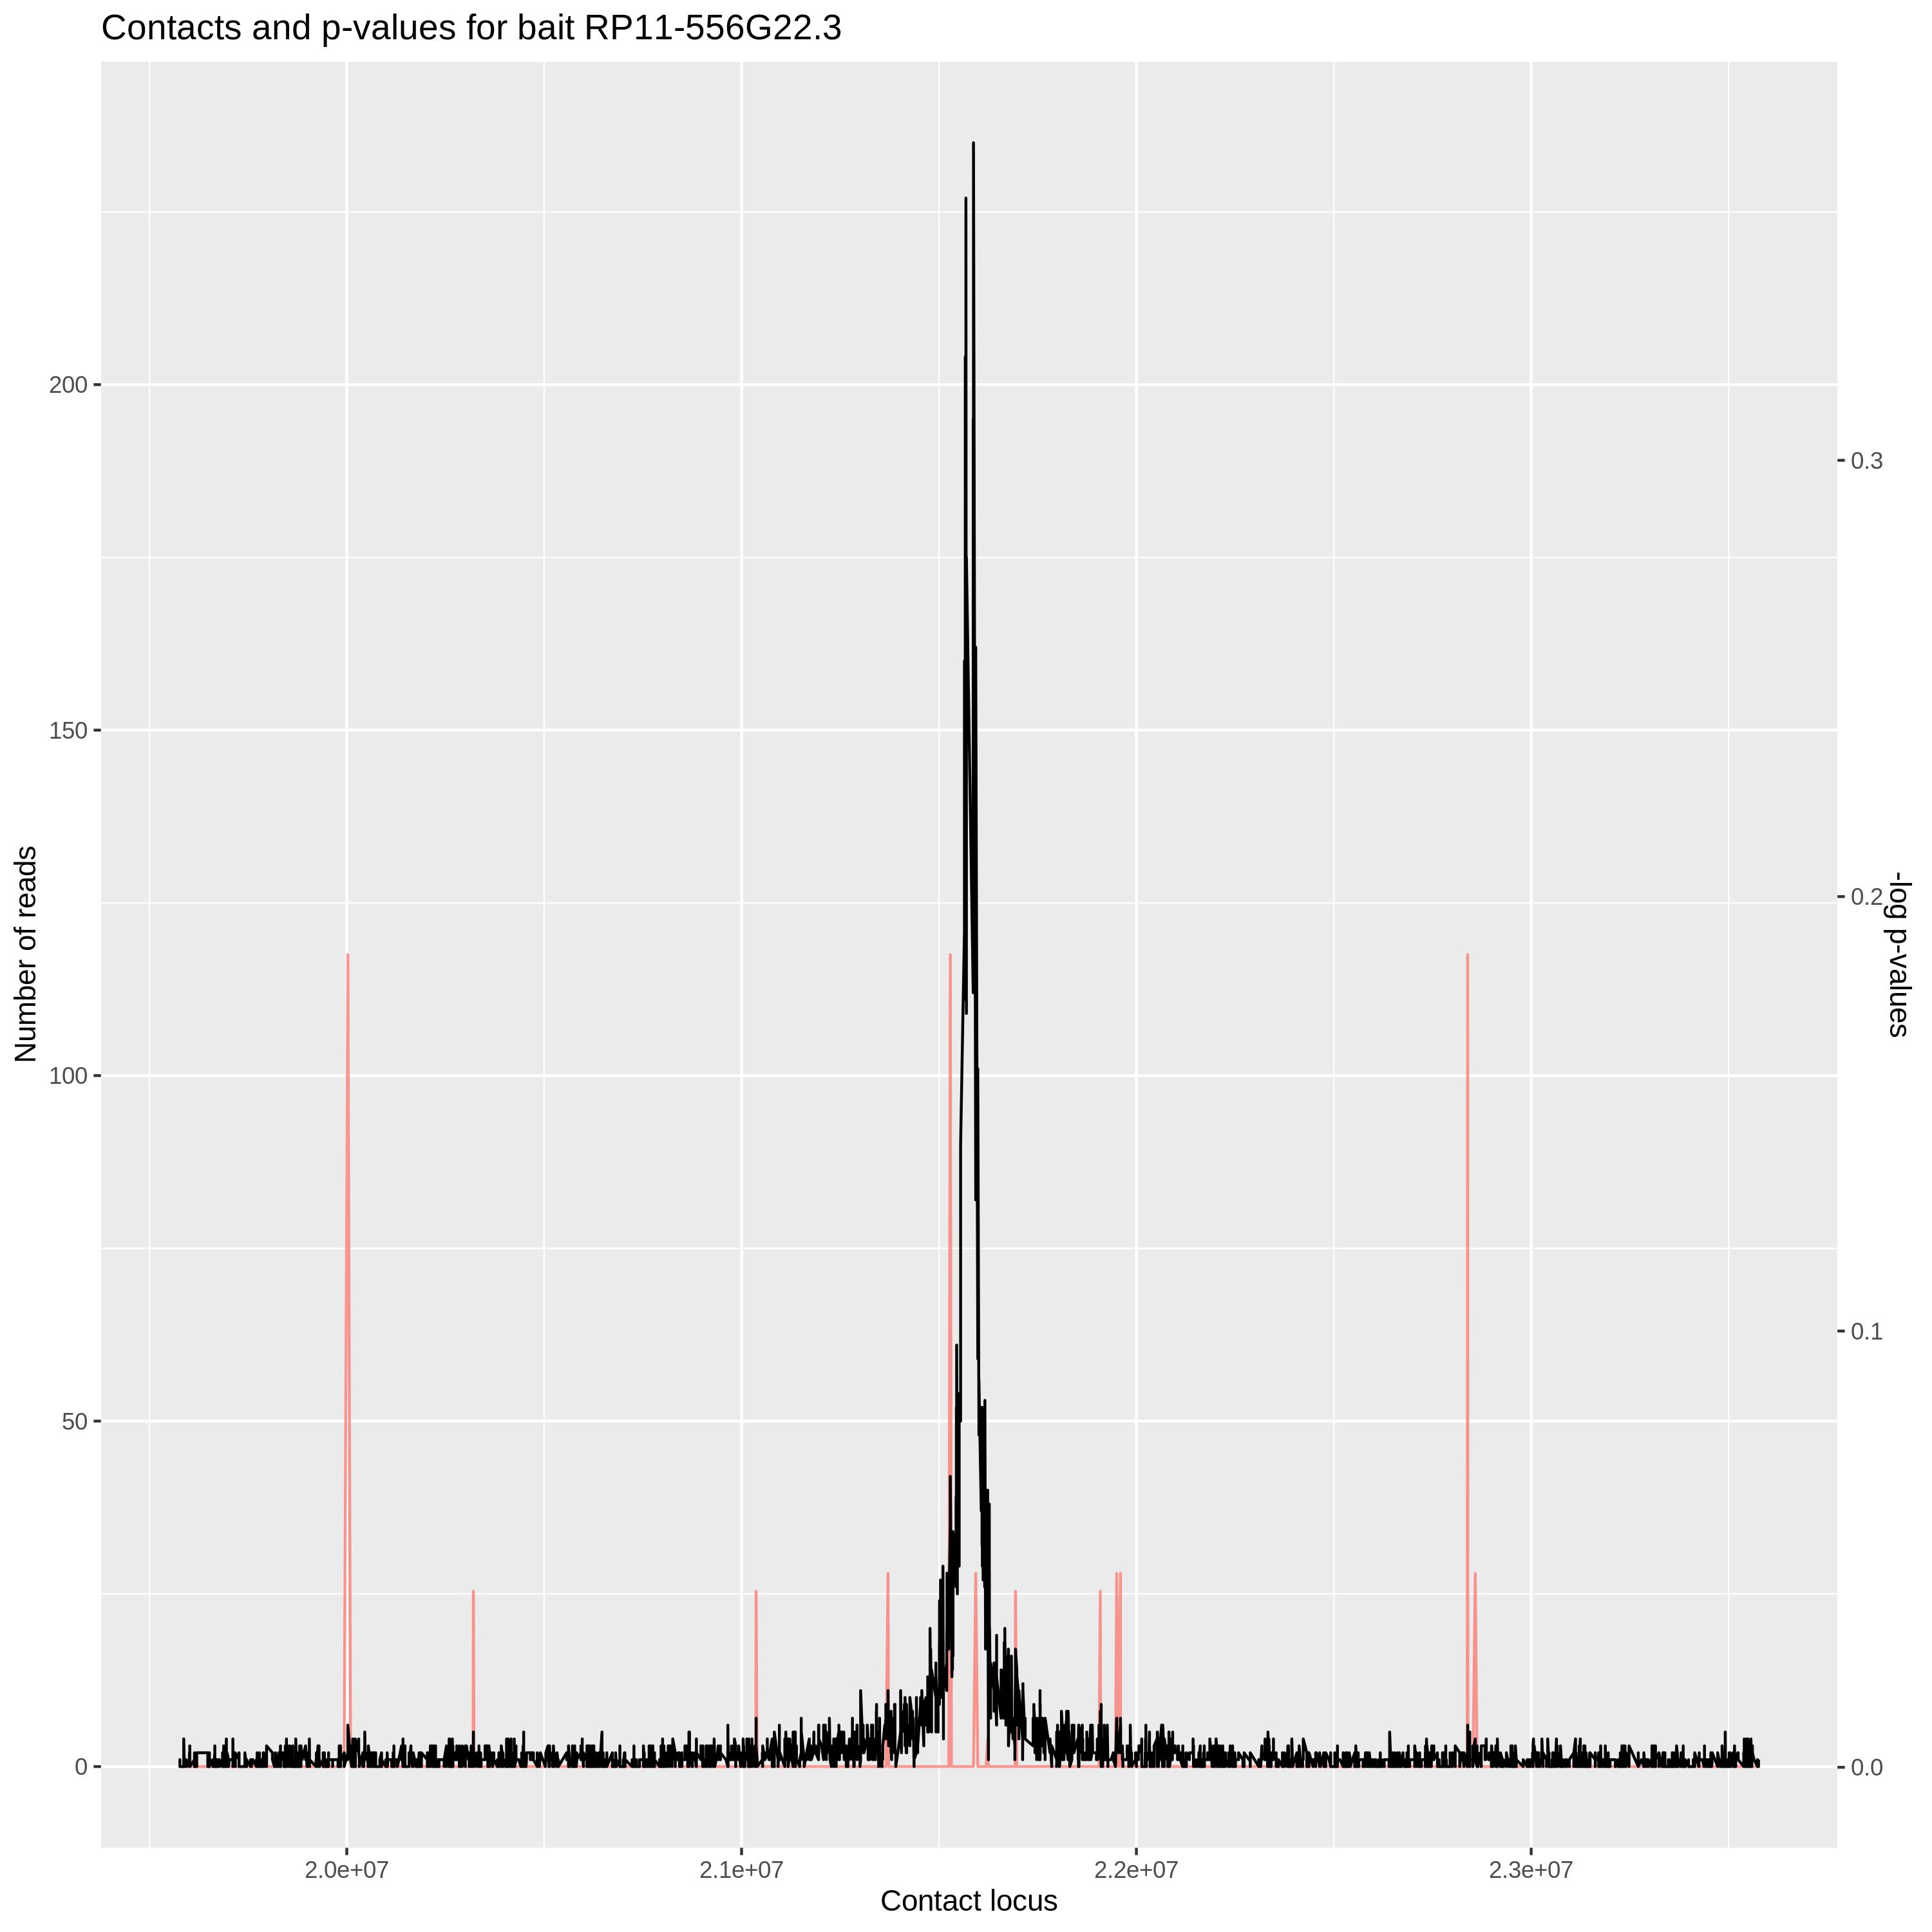 Contacts and p-values for bait RP11-556G22.3
Number of reads
200
150
100
50
0
0.3
0.2
0.1
0.0
-log p-values
2.0e+07
2.1e+07
2.2e+07
2.3e+07
Contact locus